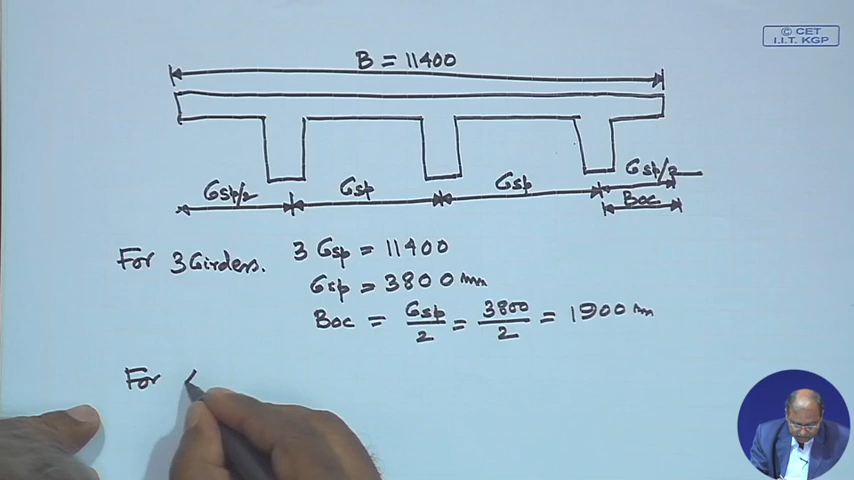 © CET
I.I.T. KGP
B = 11400
Gsp/2
Gsp
Gsp
Gsp/2
Boc
For 3 Girders. 3 Gsp = 11400
Gsp = 3800 mm
Boc = Gsp/2 = 3800/2 = 1900 m
For